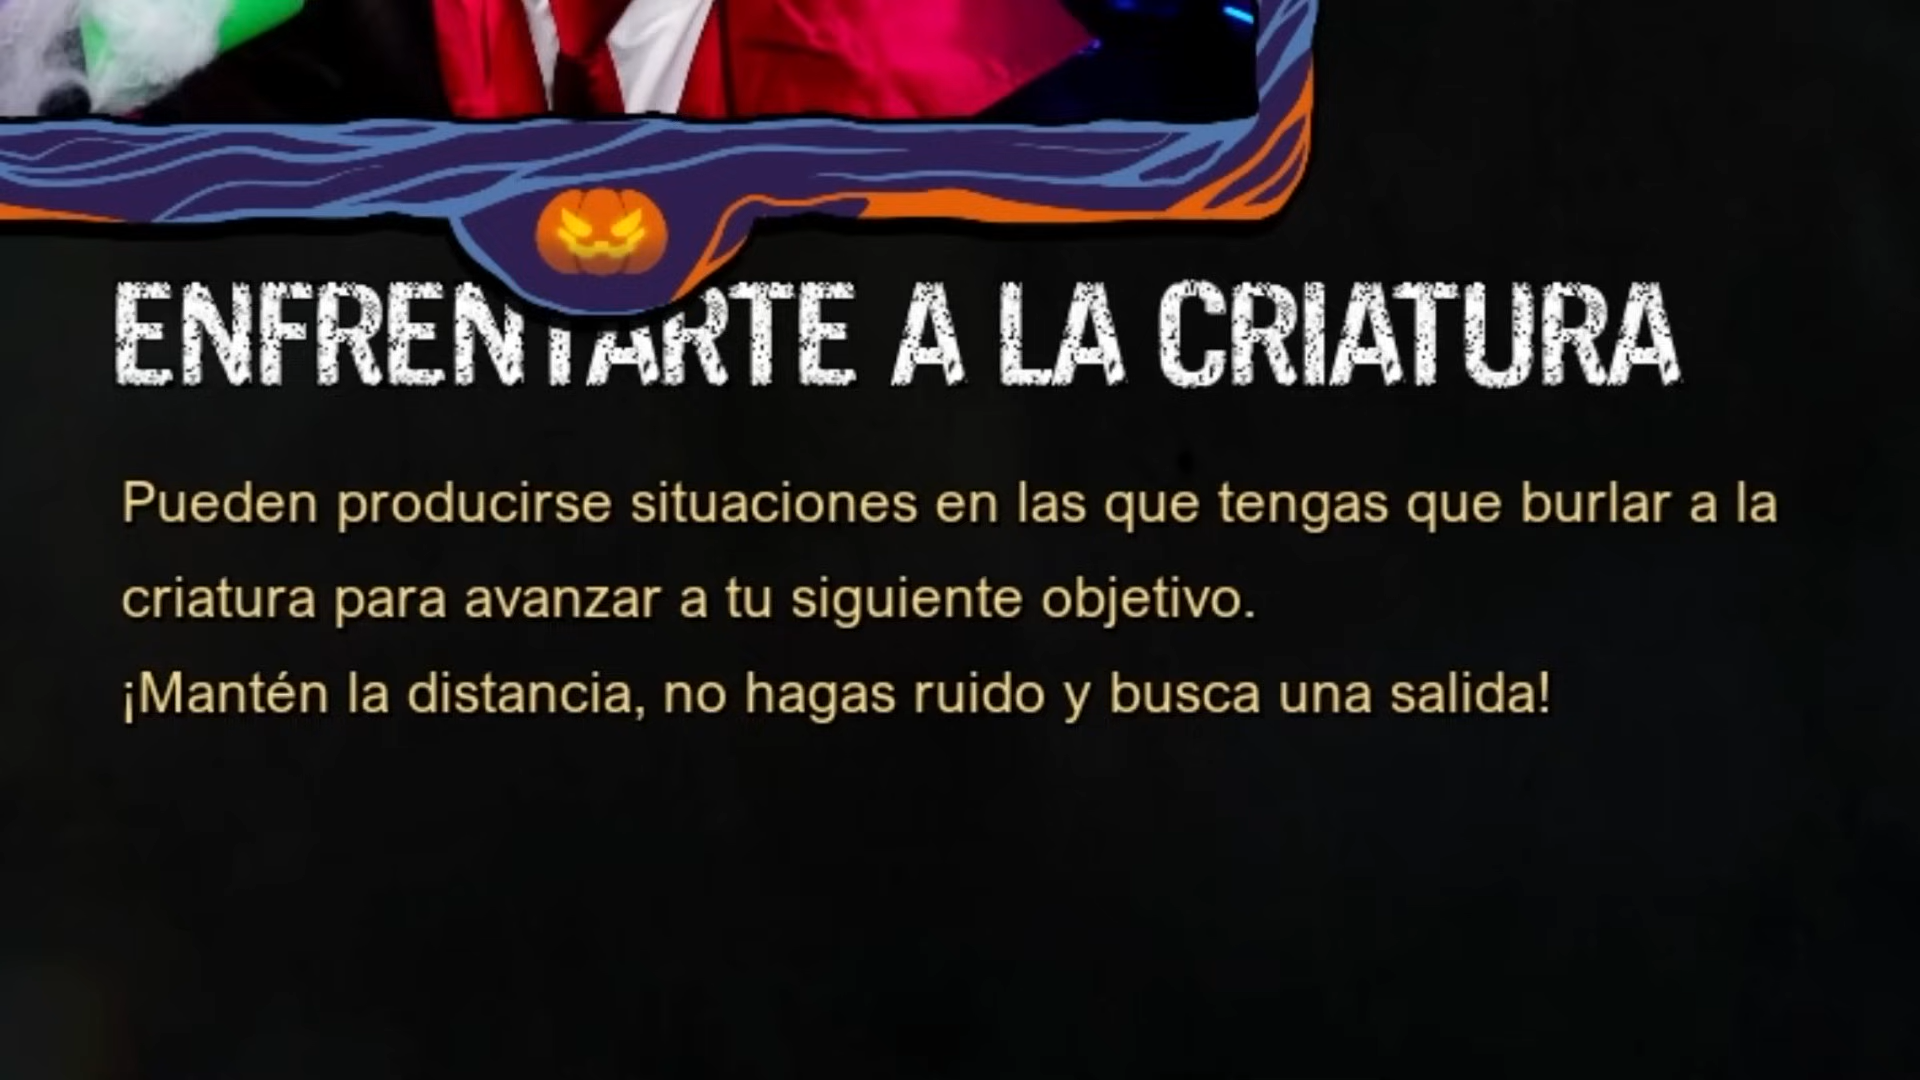 ENFRENTARTE A LA CRIATURA
Pueden producirse situaciones en las que tengas que burlar a la
criatura para avanzar a tu siguiente objetivo.
¡Mantén la distancia, no hagas ruido y busca una salida!